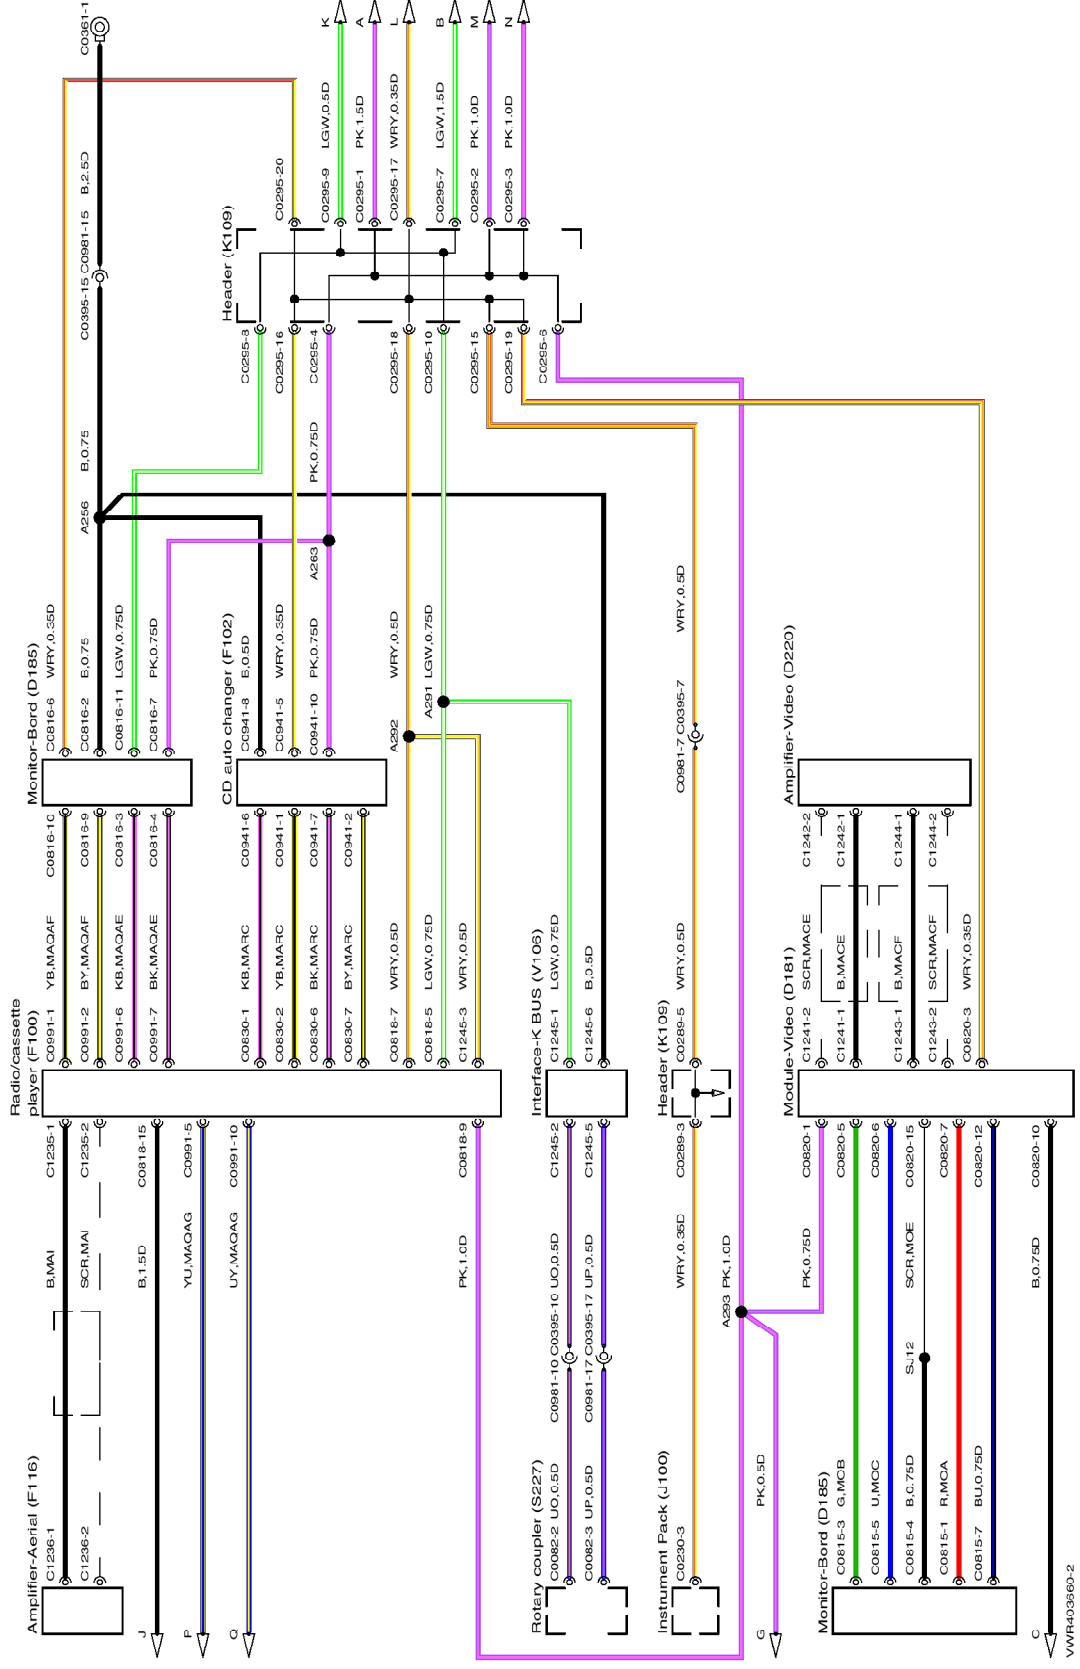 C0361-1
K
A
L
B
M
N
B,2.5D
C0981-15
C0395-15
B,0.75
A256
C0295-20
C0295-9 LGW,0.5D
C0295-1 PK,1.5D
C0295-17 WRY,0.35D
C0295-7 LGW,1.5D
C0295-2 PK,1.0D
C0295-3 PK,1.0D
Header (K109)
C0295-8
C0295-16
C0295-4
C0295-18
C0295-10
C0295-15
C0295-19
C0295-6
PK,0.75D
A263
Monitor-Bord (D185)
C0816-6 WRY,0.35D
C0816-2 B,0.75
C0816-11 LGW,0.75D
C0816-7 PK,0.75D
CD auto changer (F102)
C0941-8 B,0.5D
C0941-5 WRY,0.35D
C0941-10 PK,0.75D
A292
WRY,0.5D
A291 LGW,0.75D
WRY,0.5D
C0981-7 C0395-7
Amplifier-Video (D220)
C0816-10
C0816-9
C0816-3
C0816-4
C0941-6
C0941-1
C0941-7
C0941-2
C1242-2
C1242-1
C1244-1
C1244-2
Radio/cassette
player (F100)
C0991-1 YB,MAQAF
C0991-2 BY,MAQAF
C0991-6 KB,MAQAE
C0991-7 BK,MAQAE
C0830-1 KB,MARC
C0830-2 YB,MARC
C0830-6 BK,MARC
C0830-7 BY,MARC
C0818-7 WRY,0.5D
C0818-5 LGW,0.75D
C1245-3 WRY,0.5D
Interface-K BUS (V106)
C1245-1 LGW,0.75D
C1245-6 B,0.5D
Header (K109)
C0289-5 WRY,0.5D
Module-Video (D181)
C1241-2 SCR,MACE
C1241-1 B,MACE
C1243-1 B,MACF
C1243-2 SCR,MACF
C0820-3 WRY,0.35D
C1235-1
C1235-2
C0818-15
C0991-5
C0991-10
C0818-9
C1245-2
C1245-5
C0289-3
C0820-1
C0820-5
C0820-6
C0820-15
C0820-7
C0820-12
C0820-10
B,MAI
SCR,MAI
B,1.5D
YU,MAQAG
UY,MAQAG
PK,1.0D
C0981-10 C0395-10 UO,0.5D
C0981-17 C0395-17 UP,0.5D
WRY,0.35D
A293 PK,1.0D
PK,0.75D
SCR,MOE
SJ12
B,0.75D
Amplifier-Aerial (F116)
C1236-1
C1236-2
J
P
Q
Rotary coupler (S227)
C0082-2 UO,0.5D
C0082-3 UP,0.5D
Instrument Pack (J100)
C0230-3
G
PK,0.5D
Monitor-Bord (D185)
C0815-3 G,MCB
C0815-5 U,MCC
C0815-4 B,0.75D
C0815-1 R,MCA
C0815-7 BU,0.75D
C
VWR403660-2